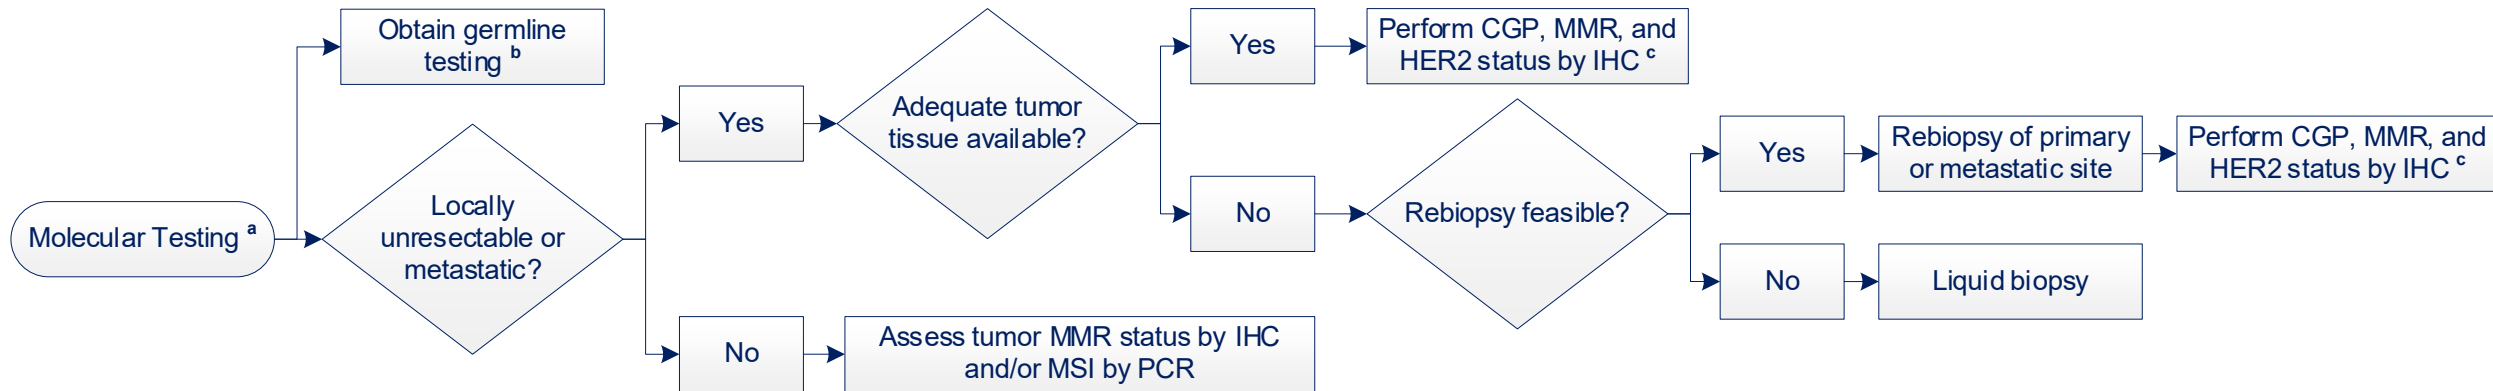 Obtain germline
testing b
Yes
Perform CGP, MMR, and
HER2 status by IHC c
Adequate tumor
tissue available?
Yes
Yes
Rebiopsy of primary
or metastatic site
Perform CGP, MMR, and
HER2 status by IHC c
Molecular Testing a
Locally
unresectable or
metastatic?
No
Rebiopsy feasible?
No
Liquid biopsy
No
Assess tumor MMR status by IHC
and/or MSI by PCR